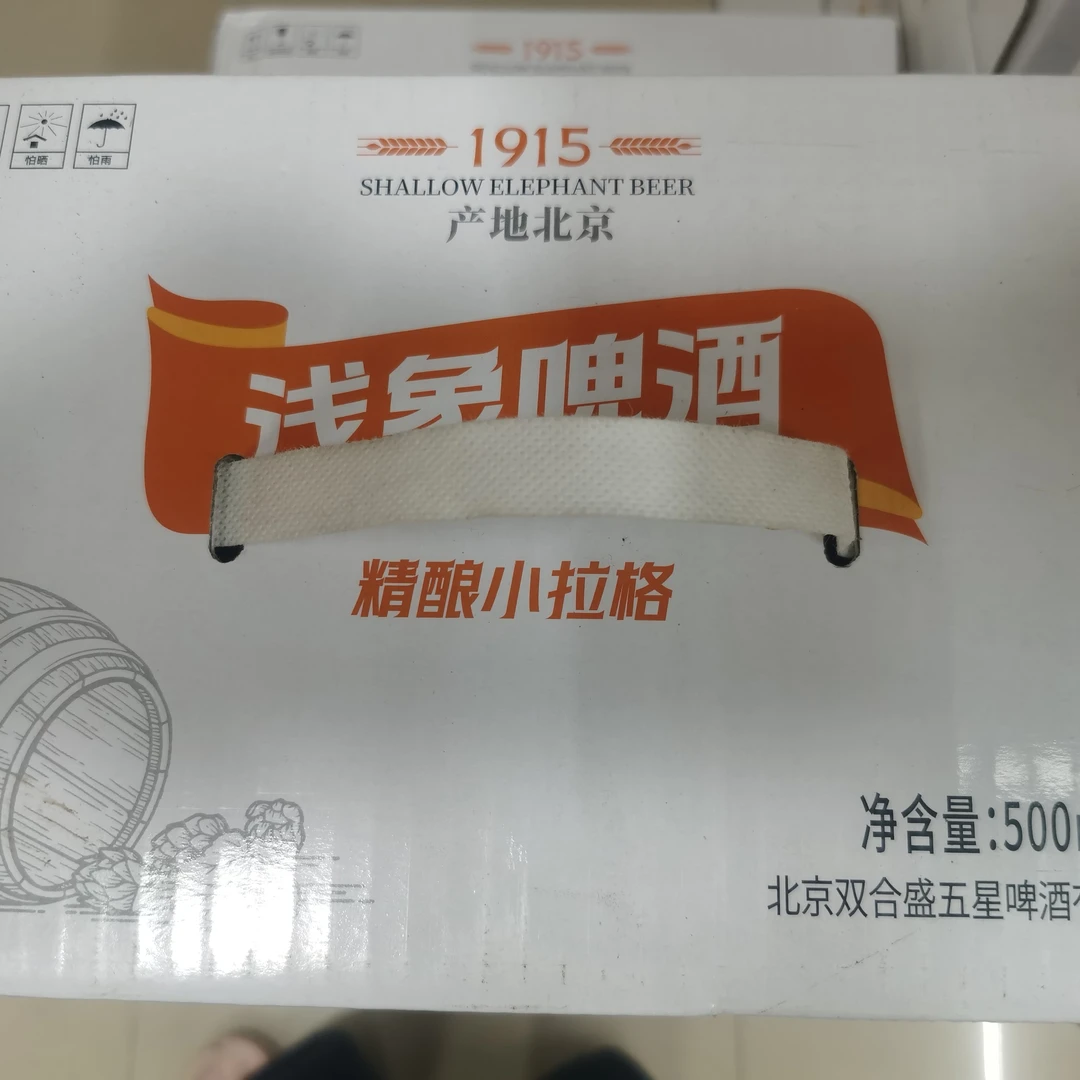 1915
怕晒 怕雨
1915
SHALLOW ELEPHANT BEER
产地北京
浅象啤酒
精酿小拉格
净含量:500
北京双合盛五星啤酒